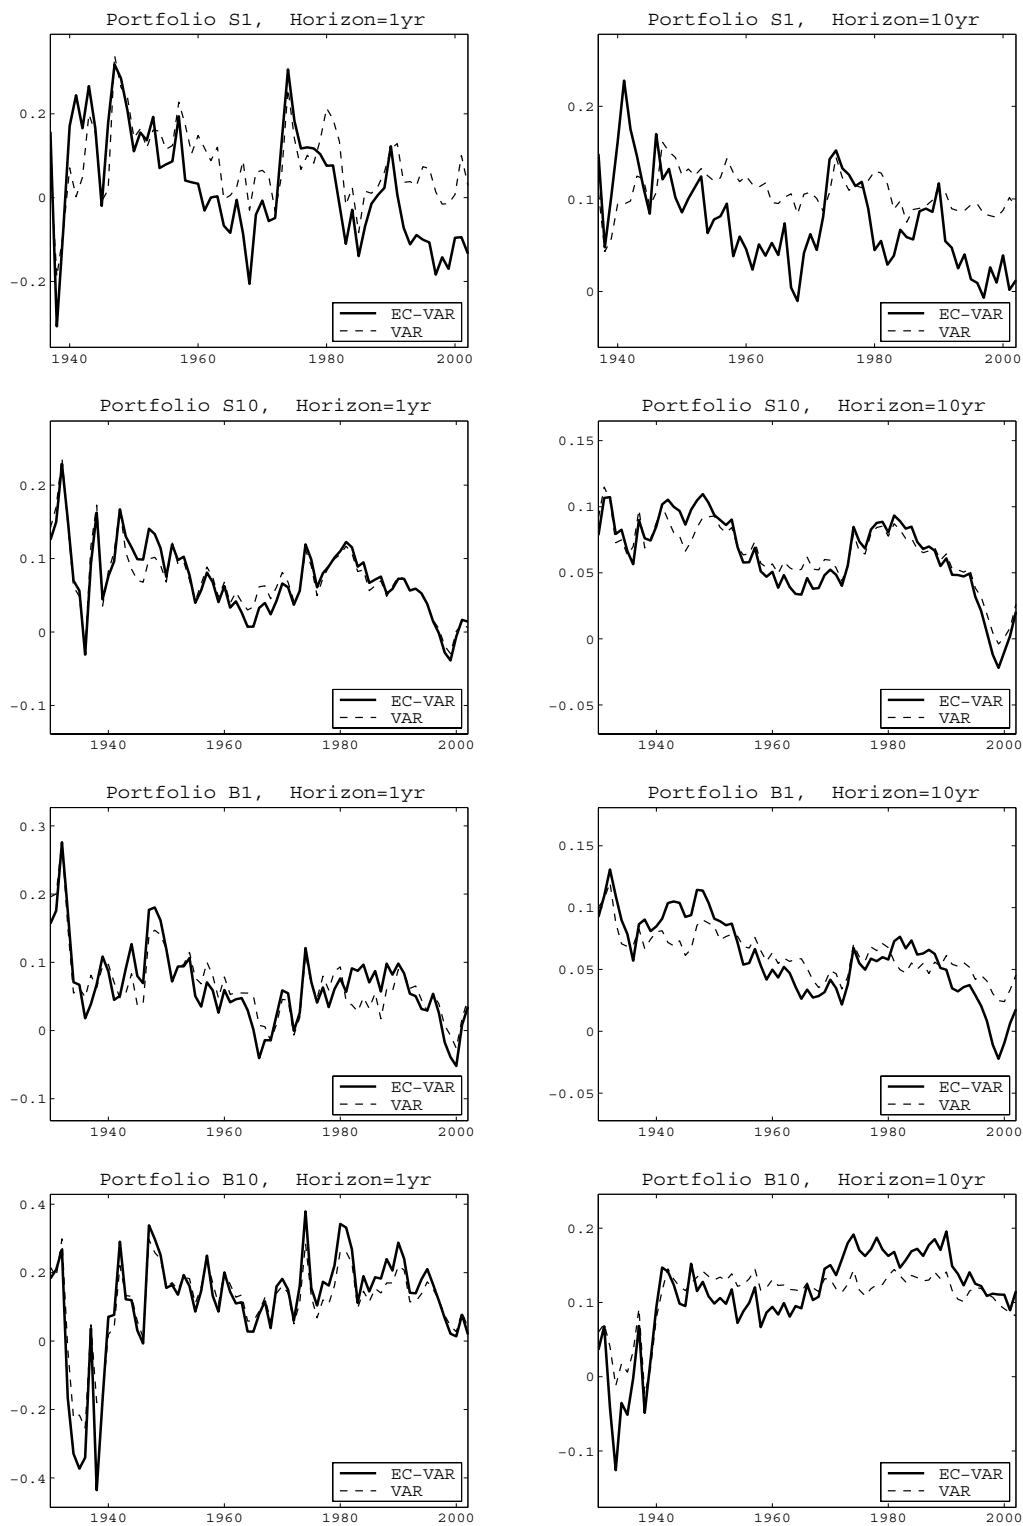 Portfolio S1, Horizon=1yr
0.2
0
-0.2
EC-VAR
VAR
1940 1960 1980 2000
Portfolio S1, Horizon=10yr
0.2
0.1
0
EC-VAR
VAR
1940 1960 1980 2000
Portfolio S10, Horizon=1yr
0.2
0.1
0
-0.1
EC-VAR
VAR
1940 1960 1980 2000
Portfolio S10, Horizon=10yr
0.15
0.1
0.05
0
-0.05
EC-VAR
VAR
1940 1960 1980 2000
Portfolio B1, Horizon=1yr
0.3
0.2
0.1
0
-0.1
EC-VAR
VAR
1940 1960 1980 2000
Portfolio B1, Horizon=10yr
0.15
0.1
0.05
0
-0.05
EC-VAR
VAR
1940 1960 1980 2000
Portfolio B10, Horizon=1yr
0.4
0.2
0
-0.2
-0.4
EC-VAR
VAR
1940 1960 1980 2000
Portfolio B10, Horizon=10yr
0.2
0.1
0
-0.1
EC-VAR
VAR
1940 1960 1980 2000